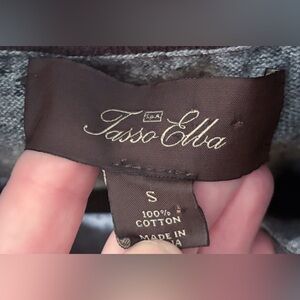 Tasso Elba
S
100%
COTTON
MADE IN